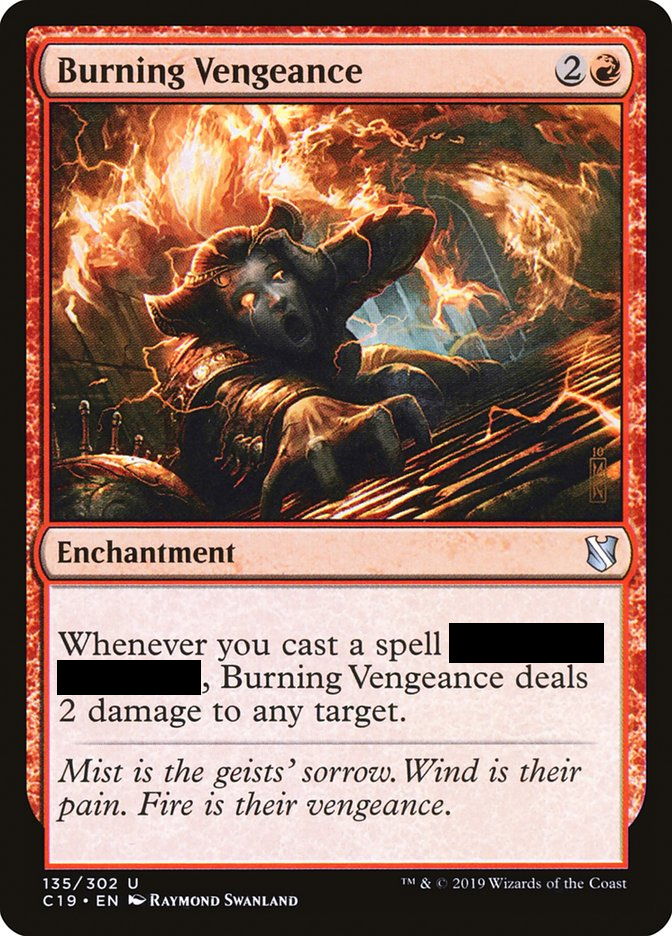 Burning Vengeance
2
Enchantment
Whenever you cast a spell
, Burning Vengeance deals
2 damage to any target.
Mist is the geists' sorrow. Wind is their
pain. Fire is their vengeance.
135/302 U
™ & © 2019 Wizards of the Coast
C19 • EN Raymond Swanland